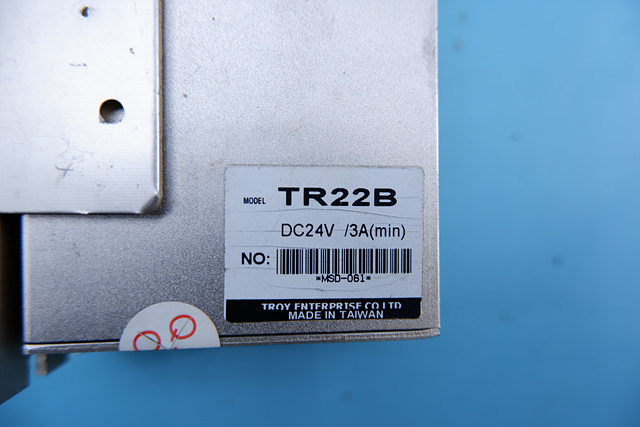 MODEL TR22B
DC24V /3A(min)
NO:
*MSD-061*
TROY ENTERPRISE CO LTD
MADE IN TAIWAN